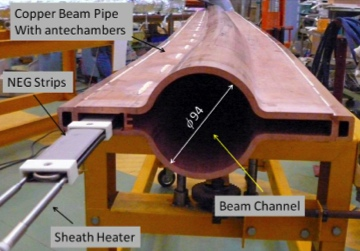 Copper Beam Pipe
With antechambers
NEG Strips
ϕ94
Beam Channel
Sheath Heater